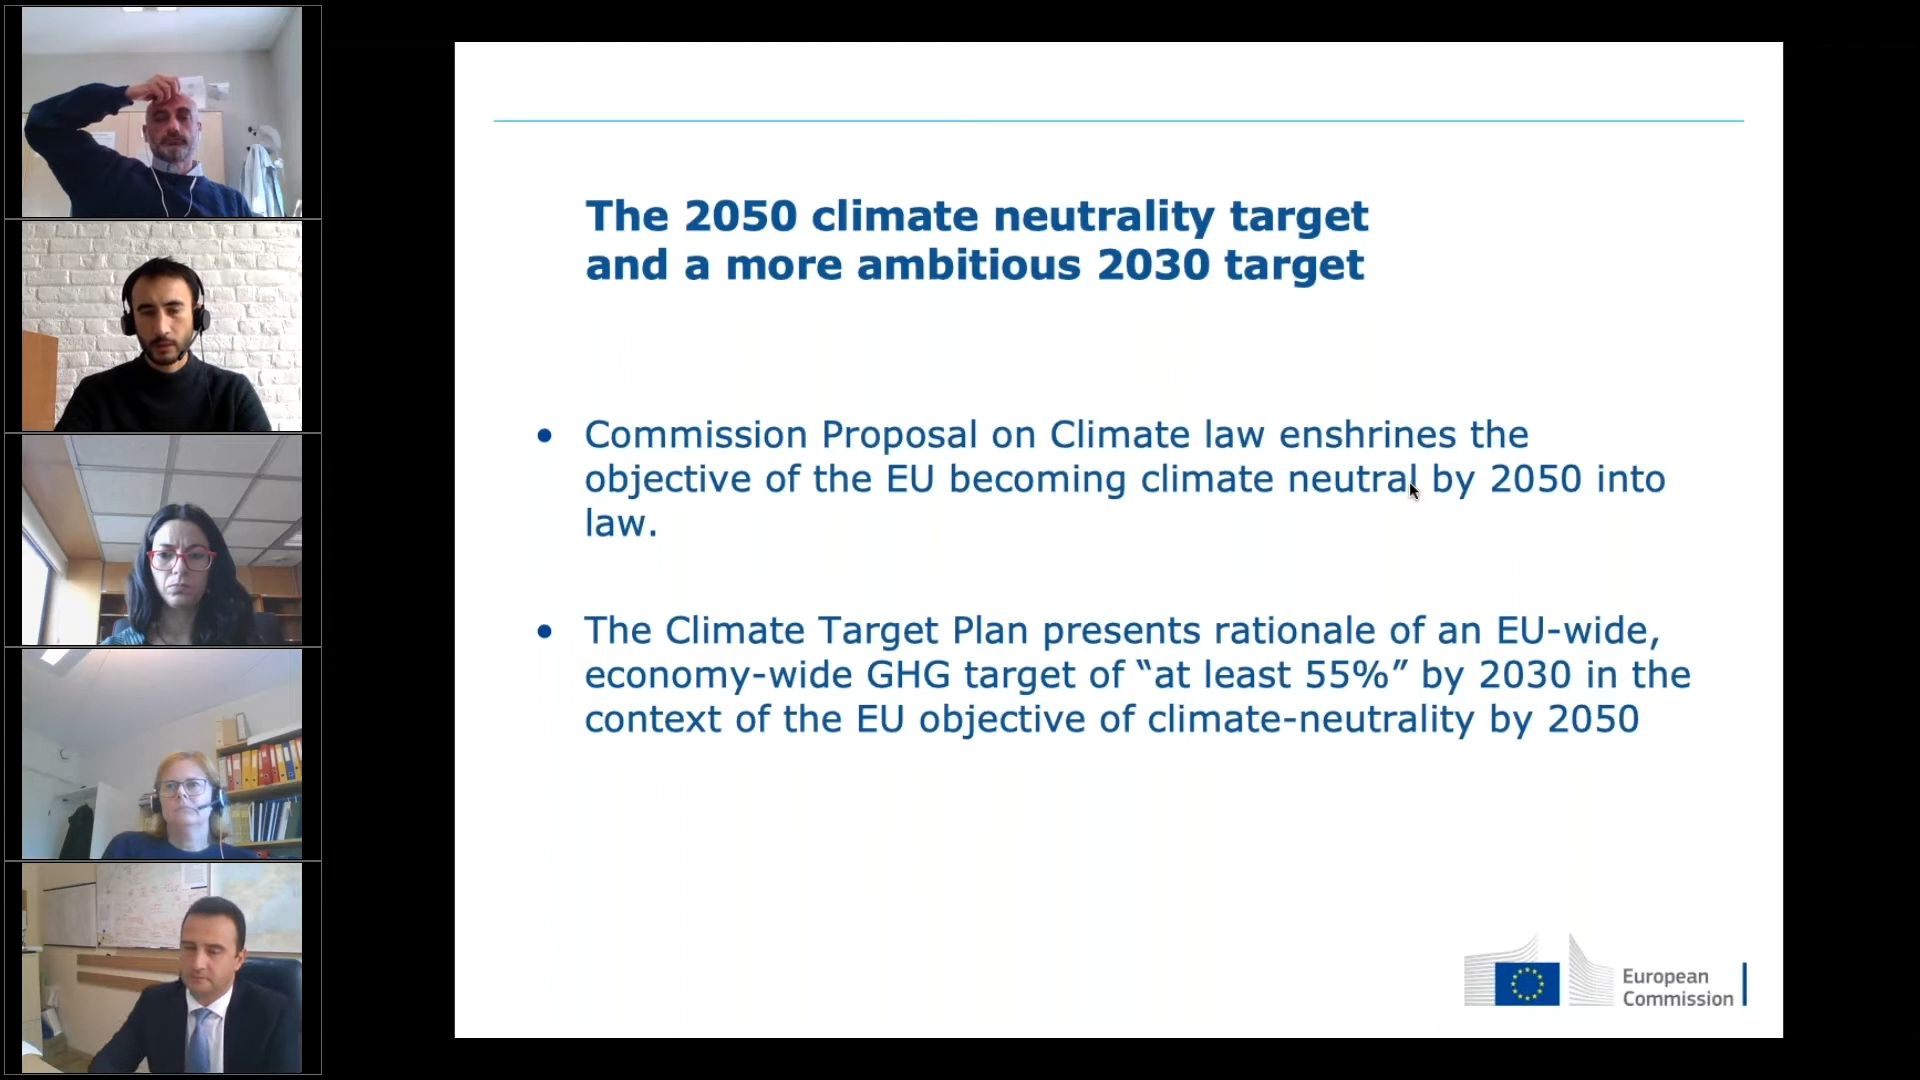 The 2050 climate neutrality target
and a more ambitious 2030 target
• Commission Proposal on Climate law enshrines the
objective of the EU becoming climate neutral by 2050 into
law.
• The Climate Target Plan presents rationale of an EU-wide,
economy-wide GHG target of “at least 55%” by 2030 in the
context of the EU objective of climate-neutrality by 2050
European
Commission